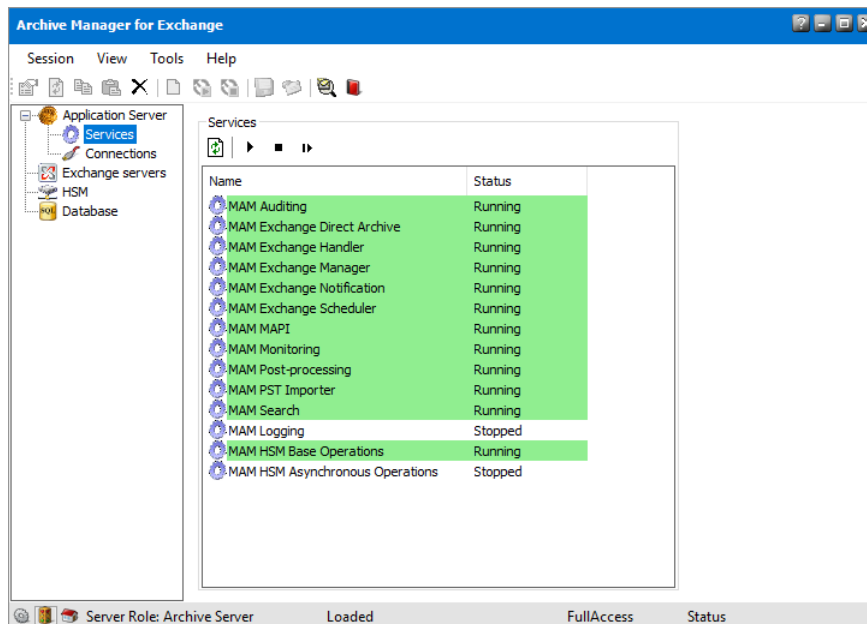 Archive Manager for Exchange
Session View Tools Help
Application Server
Services
Connections
Exchange servers
HSM
SQL
Database
Services
Name Status
MAM Auditing Running
MAM Exchange Direct Archive Running
MAM Exchange Handler Running
MAM Exchange Manager Running
MAM Exchange Notification Running
MAM Exchange Scheduler Running
MAM MAPI Running
MAM Monitoring Running
MAM Post-processing Running
MAM PST Importer Running
MAM Search Running
MAM Logging Stopped
MAM HSM Base Operations Running
MAM HSM Asynchronous Operations Stopped
Server Role: Archive Server Loaded FullAccess Status